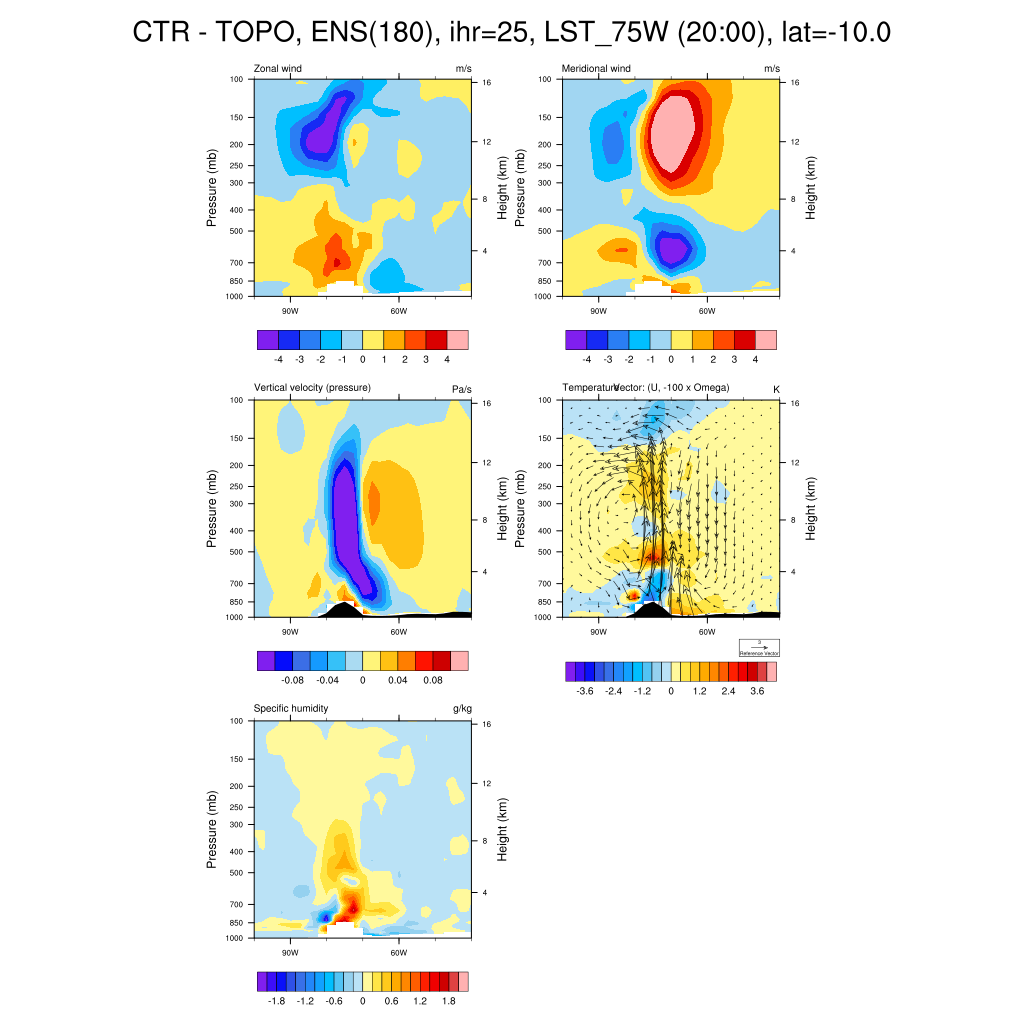 CTR - TOPO, ENS(180), ihr=25, LST_75W (20:00), lat=-10.0
Zonal wind m/s
Pressure (mb)
100
150
200
250
300
400
500
700
850
1000
16
12
8
4
Height (km)
90W 60W
-4 -3 -2 -1 0 1 2 3 4
Meridional wind m/s
Pressure (mb)
100
150
200
250
300
400
500
700
850
1000
16
12
8
4
Height (km)
90W 60W
-4 -3 -2 -1 0 1 2 3 4
Vertical velocity (pressure) Pa/s
Pressure (mb)
100
150
200
250
300
400
500
700
850
1000
16
12
8
4
Height (km)
90W 60W
-0.08 -0.04 0 0.04 0.08
Temperature Vector: (U, -100 x Omega) K
Pressure (mb)
100
150
200
250
300
400
500
700
850
1000
16
12
8
4
Height (km)
90W 60W
3
Reference Vector
-3.6 -2.4 -1.2 0 1.2 2.4 3.6
Specific humidity g/kg
Pressure (mb)
100
150
200
250
300
400
500
700
850
1000
16
12
8
4
Height (km)
90W 60W
-1.8 -1.2 -0.6 0 0.6 1.2 1.8